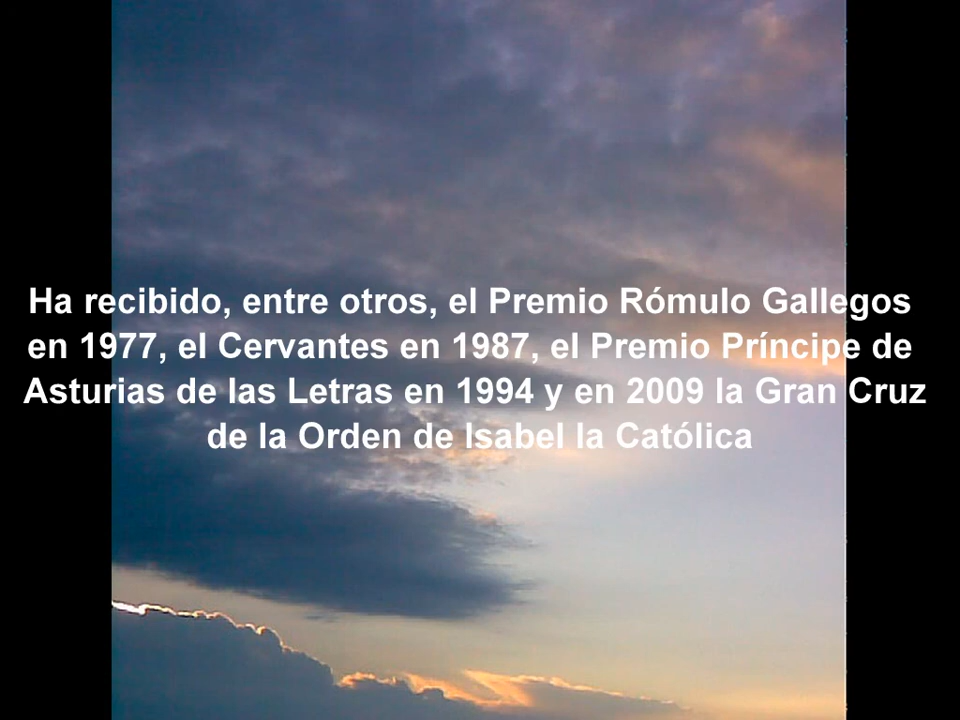 Ha recibido, entre otros, el Premio Rómulo Gallegos
en 1977, el Cervantes en 1987, el Premio Príncipe de
Asturias de las Letras en 1994 y en 2009 la Gran Cruz
de la Orden de Isabel la Católica